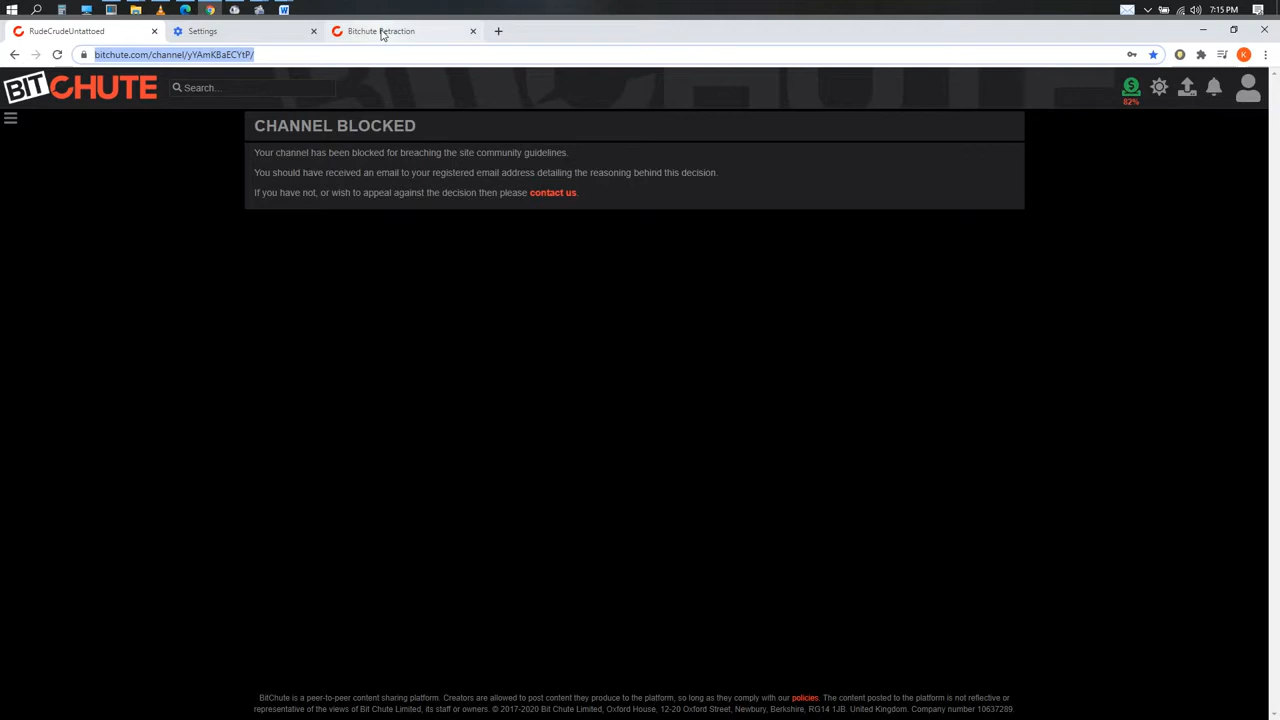 7:15 PM
RudeCrudeUntattoed
Settings
Bitchute Retraction
bitchute.com/channel/yYAmKBaECYtP/
K
BITCHUTE
Search...
82%
CHANNEL BLOCKED
Your channel has been blocked for breaching the site community guidelines.
You should have received an email to your registered email address detailing the reasoning behind this decision.
If you have not, or wish to appeal against the decision then please contact us.
BitChute is a peer-to-peer content sharing platform. Creators are allowed to post content they produce to the platform, so long as they comply with our policies. The content posted to the platform is not reflective or
representative of the views of Bit Chute Limited, its staff or owners. © 2017-2020 Bit Chute Limited, Oxford House, 12-20 Oxford Street, Newbury, Berkshire, RG14 1JB. United Kingdom. Company number 10637289.